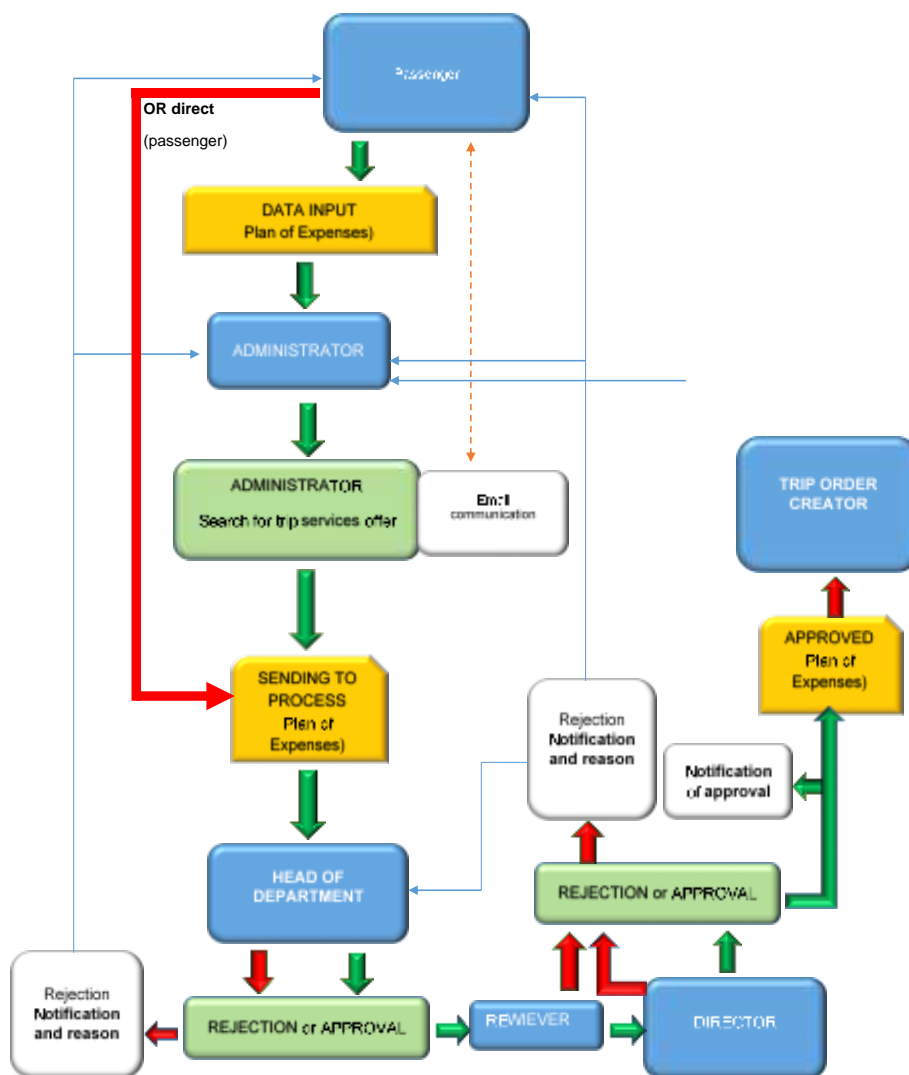 Passenger
OR direct
(passenger)
DATA INPUT
Plan of Expenses)
ADMINISTRATOR
ADMINISTRATOR
Search for trip services offer
Email
communication
TRIP ORDER
CREATOR
APPROVED
Plan of
Expenses)
SENDING TO
PROCESS
Plan of
Expenses)
Rejection
Notification
and reason
Notification
of approval
HEAD OF
DEPARTMENT
REJECTION or APPROVAL
Rejection
Notification
and reason
REJECTION or APPROVAL
REWIEVER
DIRECTOR